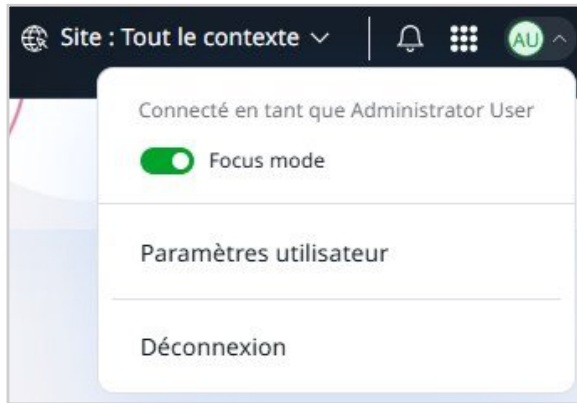 Site : Tout le contexte
AU
Connecté en tant que Administrator User
Focus mode
Paramètres utilisateur
Déconnexion